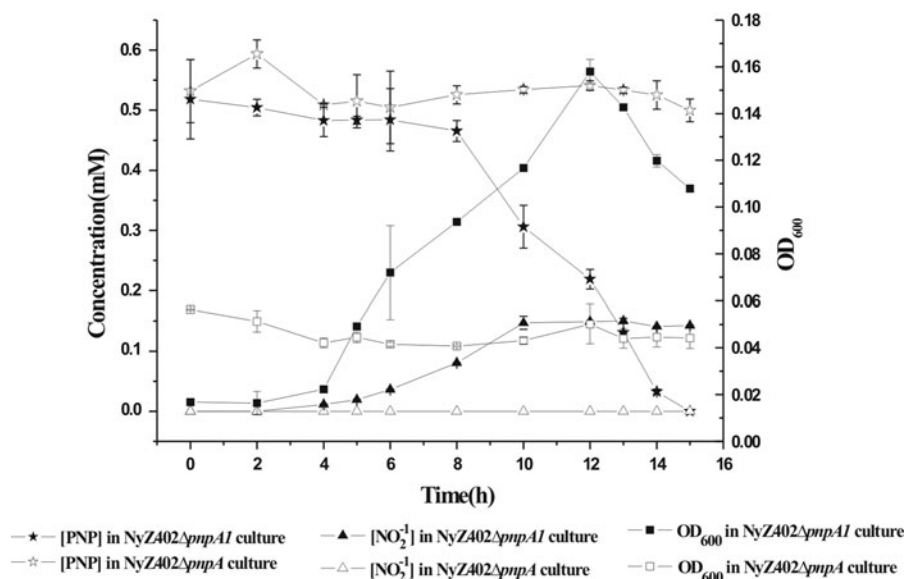 0.6
0.5
0.4
0.3
0.2
0.1
0.0
Concentration(mM)
0.18
0.16
0.14
0.12
0.10
0.08
0.06
0.04
0.02
0.00
OD600
0 2 4 6 8 10 12 14 16
Time(h)
[PNP] in NyZ402ΔpnpA1 culture [NO2-1] in NyZ402ΔpnpA1 culture OD600 in NyZ402ΔpnpA1 culture
[PNP] in NyZ402ΔpnpA culture [NO2-1] in NyZ402ΔpnpA culture OD600 in NyZ402ΔpnpA culture